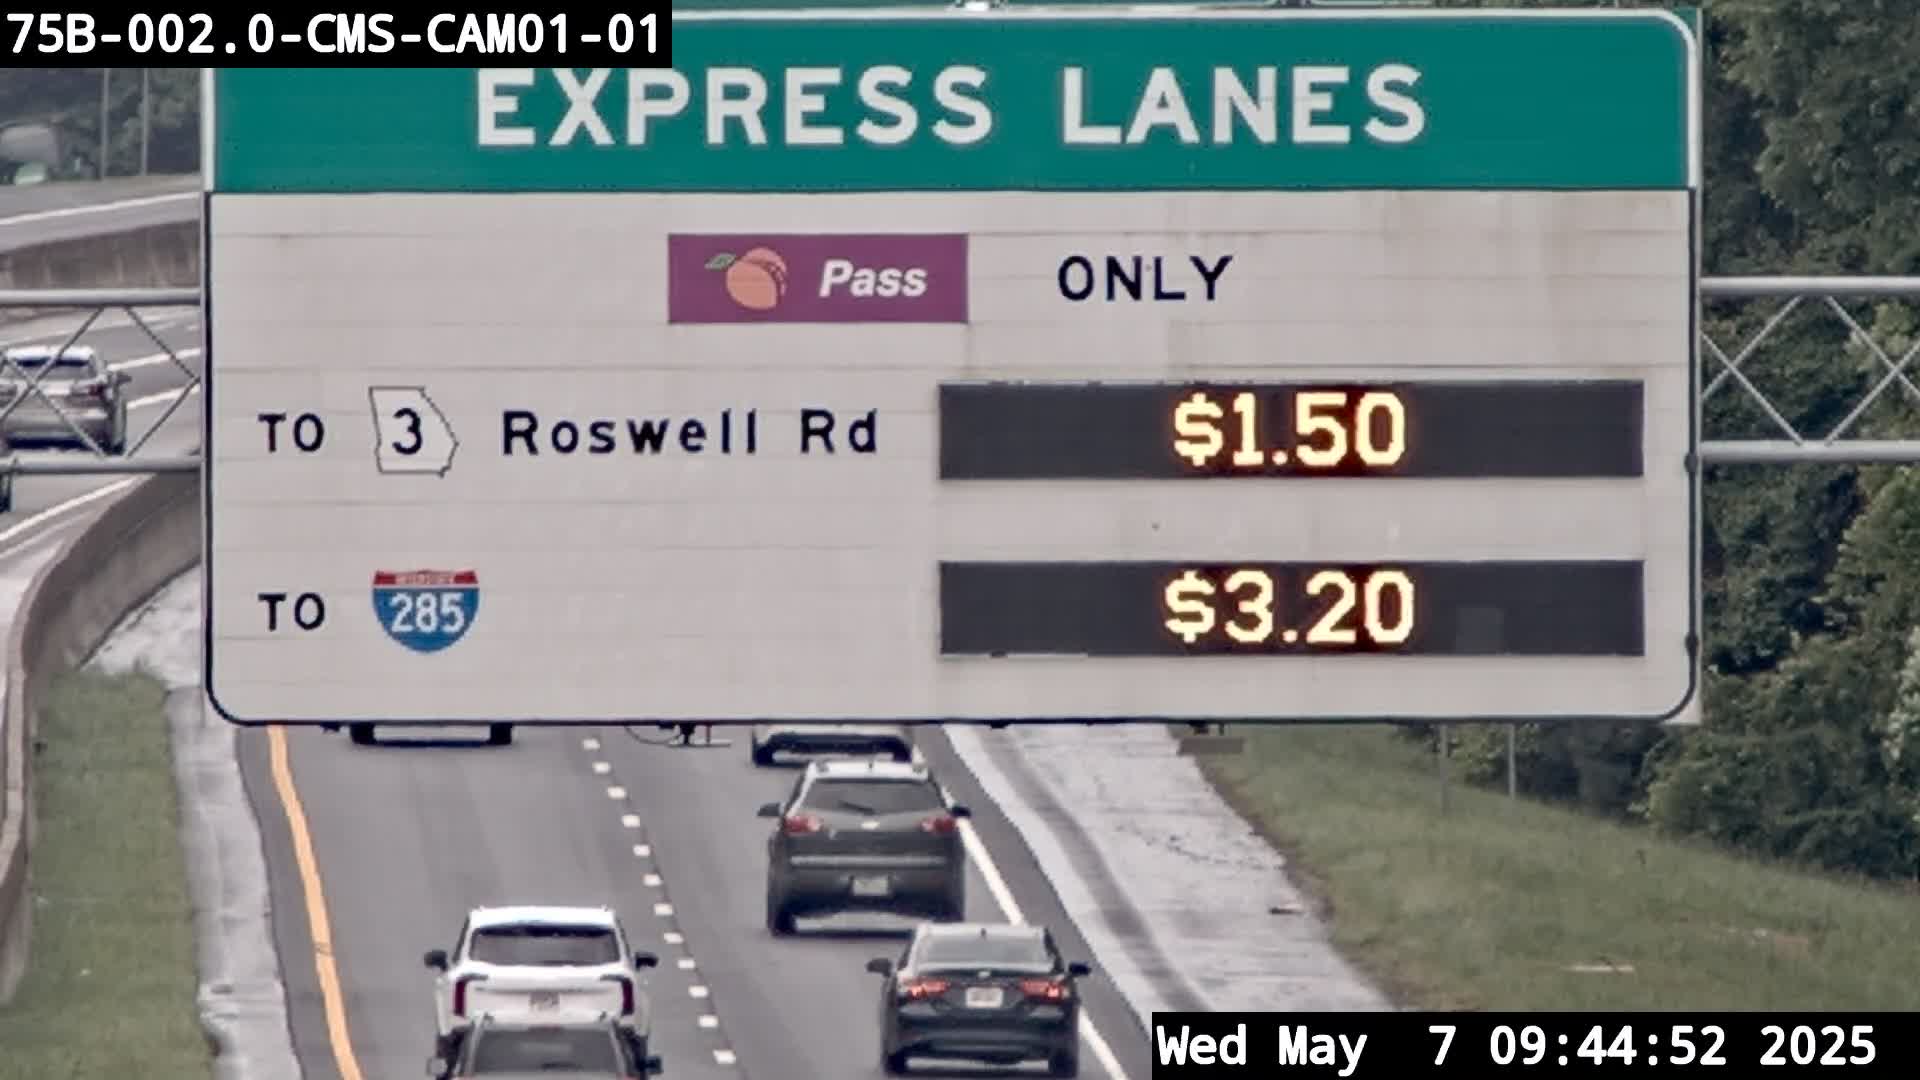 75B-002.0-CMS-CAM01-01
EXPRESS LANES
Pass ONLY
TO 3 Roswell Rd $1.50
TO 285 $3.20
Wed May 7 09:44:52 2025